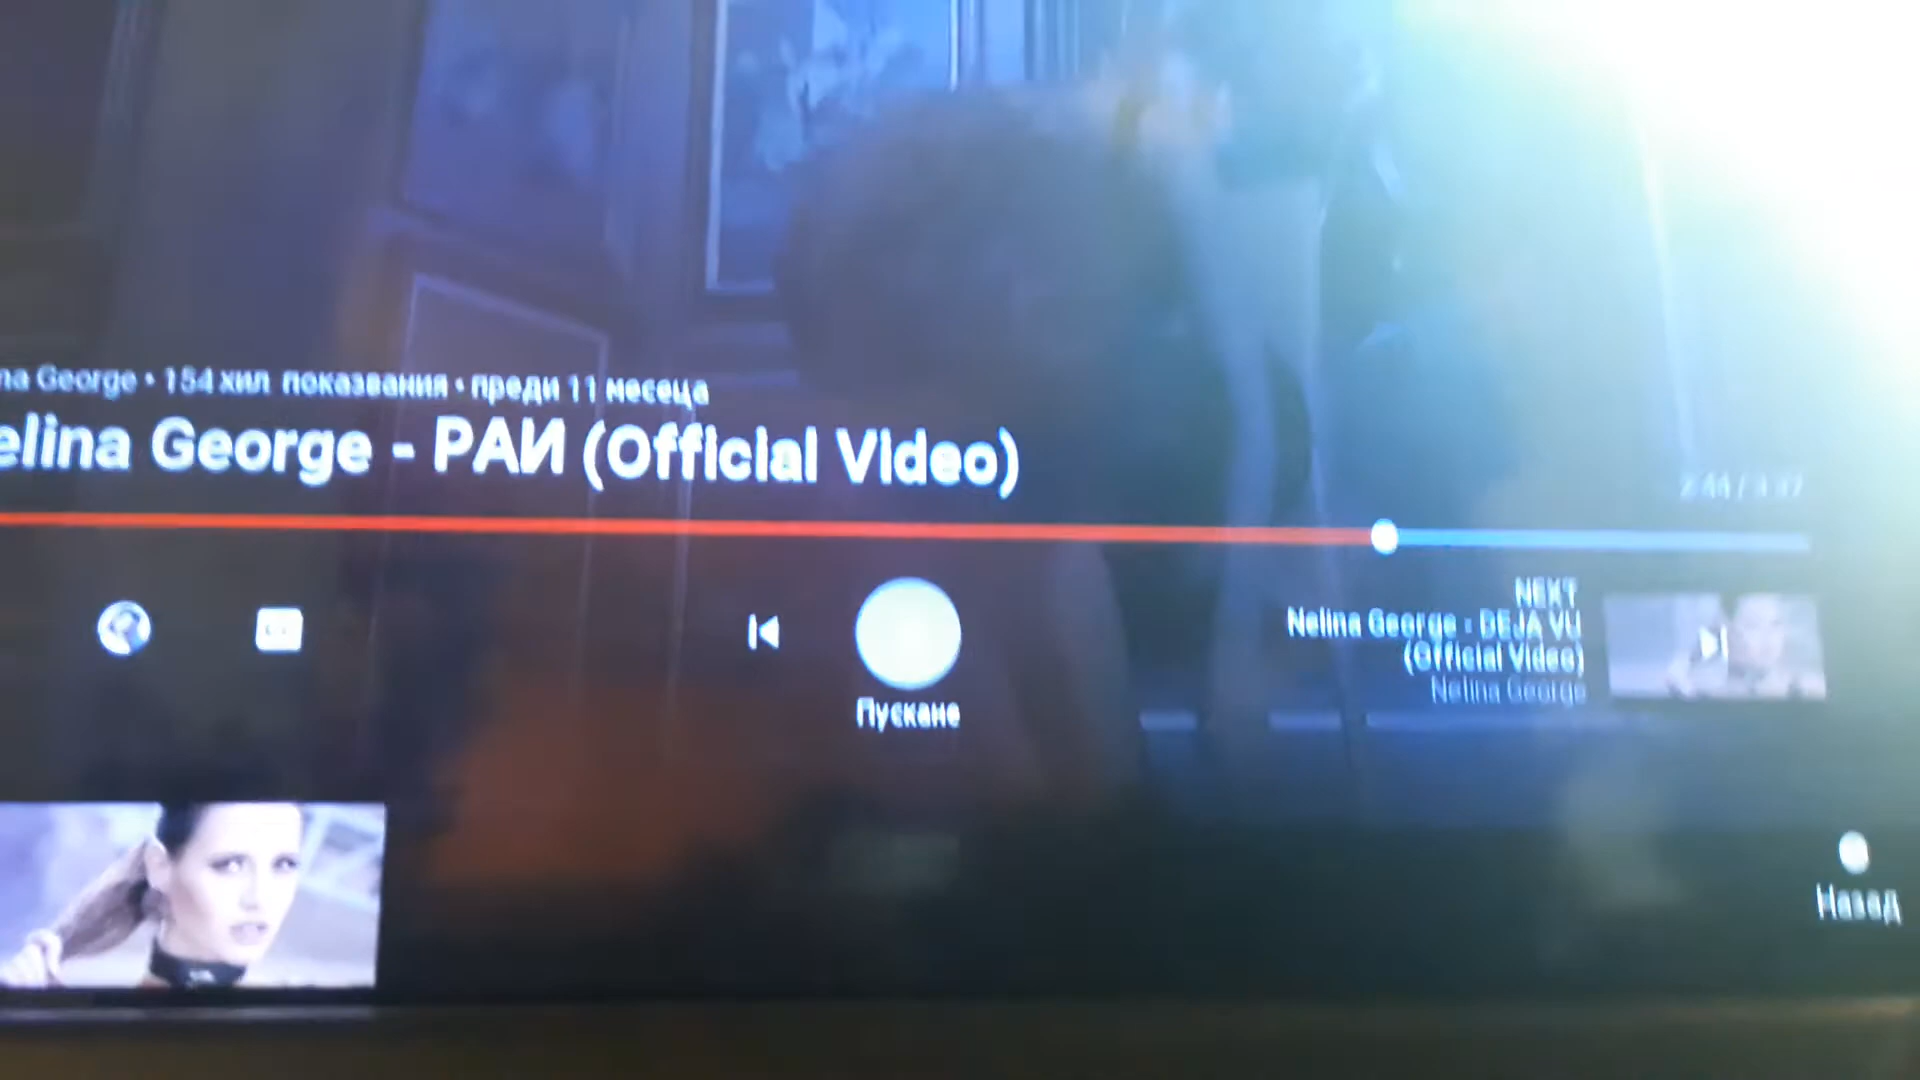 na George • 154 хил. показвания • преди 11 месеца
elina George - РАЙ (Official Video)
NEXT
Nelina George - DEJA VU
(Official Video)
Nelina George
Пускане
Назад